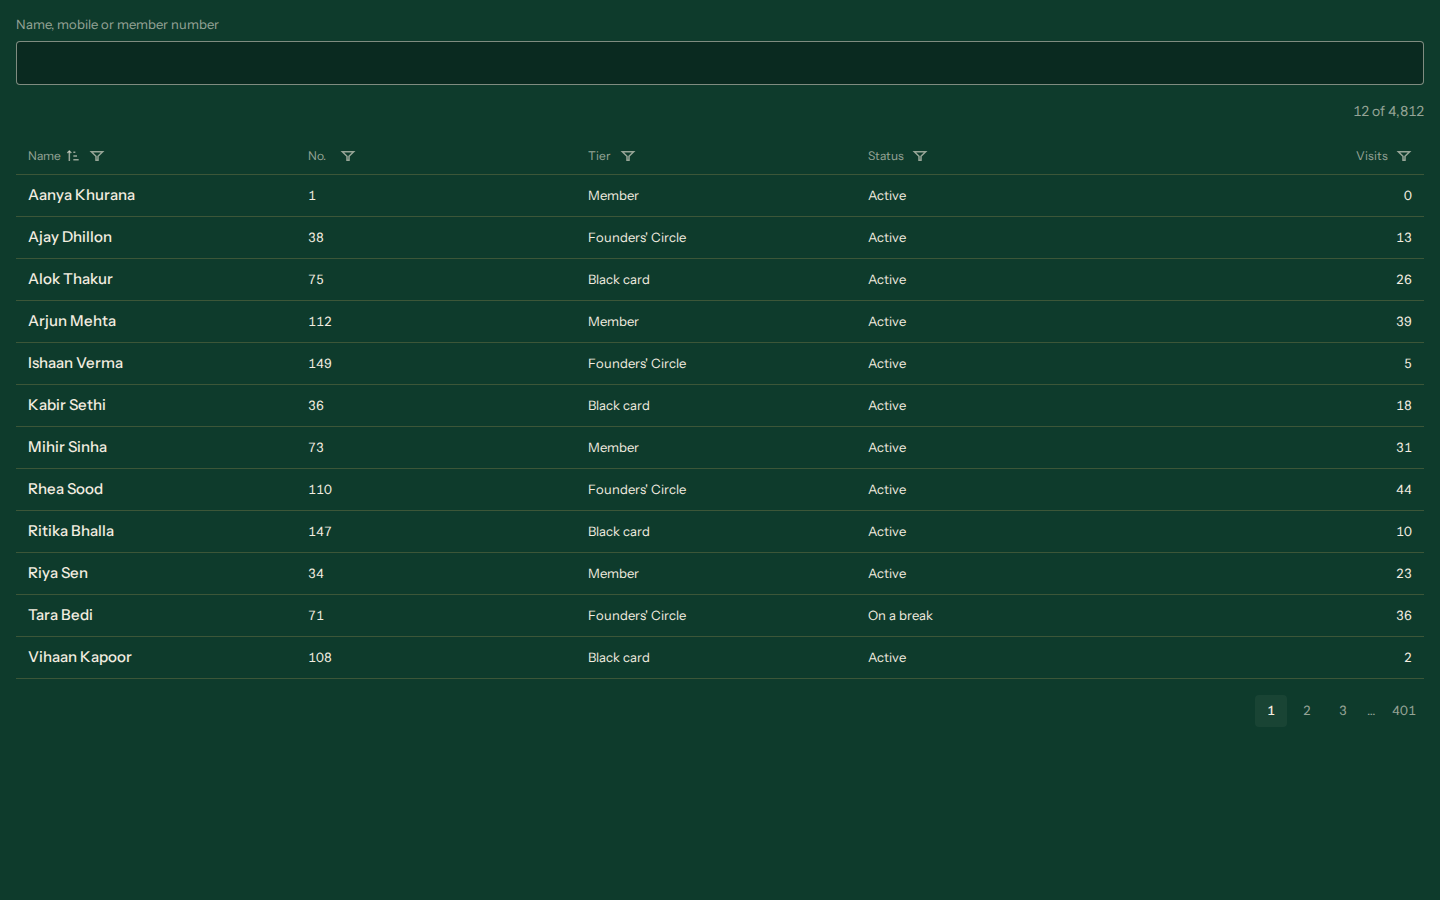 Name, mobile or member number
12 of 4,812
Name No. Tier Status Visits
Aanya Khurana 1 Member Active 0
Ajay Dhillon 38 Founders' Circle Active 13
Alok Thakur 75 Black card Active 26
Arjun Mehta 112 Member Active 39
Ishaan Verma 149 Founders' Circle Active 5
Kabir Sethi 36 Black card Active 18
Mihir Sinha 73 Member Active 31
Rhea Sood 110 Founders' Circle Active 44
Ritika Bhalla 147 Black card Active 10
Riya Sen 34 Member Active 23
Tara Bedi 71 Founders' Circle On a break 36
Vihaan Kapoor 108 Black card Active 2
1 2 3 … 401